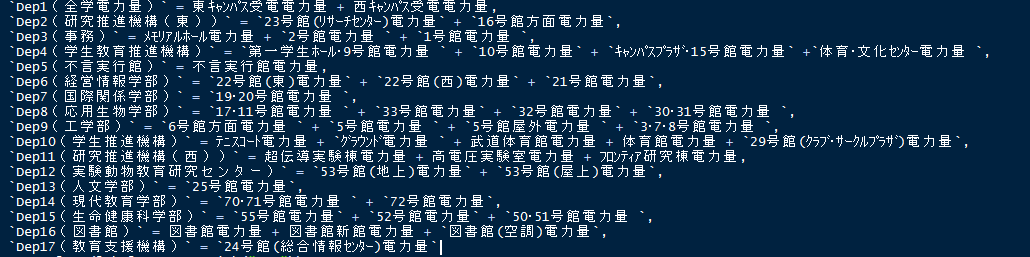 `Dep1(全学電力量)` = 東ｷｬﾝﾊﾟｽ受電電力量 + 西ｷｬﾝﾊﾟｽ受電電力量,
`Dep2(研究推進機構(東))` = `23号館(ﾘｻｰﾁｾﾝﾀｰ)電力量` + `16号館方面電力量`,
`Dep3(事務)` = ﾒﾓﾘｱﾙﾎｰﾙ電力量 + `2号館電力量` + `1号館電力量 `,
`Dep4(学生教育推進機構)` = `第一学生ﾎｰﾙ･9号館電力量` + `10号館電力量` + `ｷｬﾝﾊﾟｽﾌﾟﾗｻﾞ･15号館電力量` +`体育･文化ｾﾝﾀｰ電力量 `,
`Dep5(不言実行館)` = 不言実行館電力量,
`Dep6(経営情報学部)` = `22号館(東)電力量` + `22号館(西)電力量` + `21号館電力量`,
`Dep7(国際関係学部)` = `19･20号館電力量 `,
`Dep8(応用生物学部)` = `17･11号館電力量 ` + `33号館電力量` + `32号館電力量` + `30･31号館電力量 `,
`Dep9(工学部)` = `6号館方面電力量` + `5号館電力量` + `5号館屋外電力量` + `3･7･8号館電力量 `,
`Dep10(学生推進機構)` = ﾃﾆｽｺｰﾄ電力量 + `ｸﾞﾗｳﾝﾄﾞ電力量 ` + 武道体育館電力量 + 体育館電力量 + `29号館(ｸﾗﾌﾞ･ｻｰｸﾙﾌﾟﾗｻﾞ)電力量`,
`Dep11(研究推進機構(西))` = 超伝導実験棟電力量 + 高電圧実験室電力量 + ﾌﾛﾝﾃｨｱ研究棟電力量,
`Dep12(実験動物教育研究センター)` = `53号館(地上)電力量` + `53号館(屋上)電力量`,
`Dep13(人文学部)` = `25号館電力量`,
`Dep14(現代教育学部)` = `70･71号館電力量 ` + `72号館電力量`,
`Dep15(生命健康科学部)` = `55号館電力量` + `52号館電力量` + `50･51号館電力量 `,
`Dep16(図書館)` = 図書館電力量 + 図書館新館電力量 + `図書館(空調)電力量`,
`Dep17(教育支援機構)` = `24号館(総合情報ｾﾝﾀｰ)電力量`